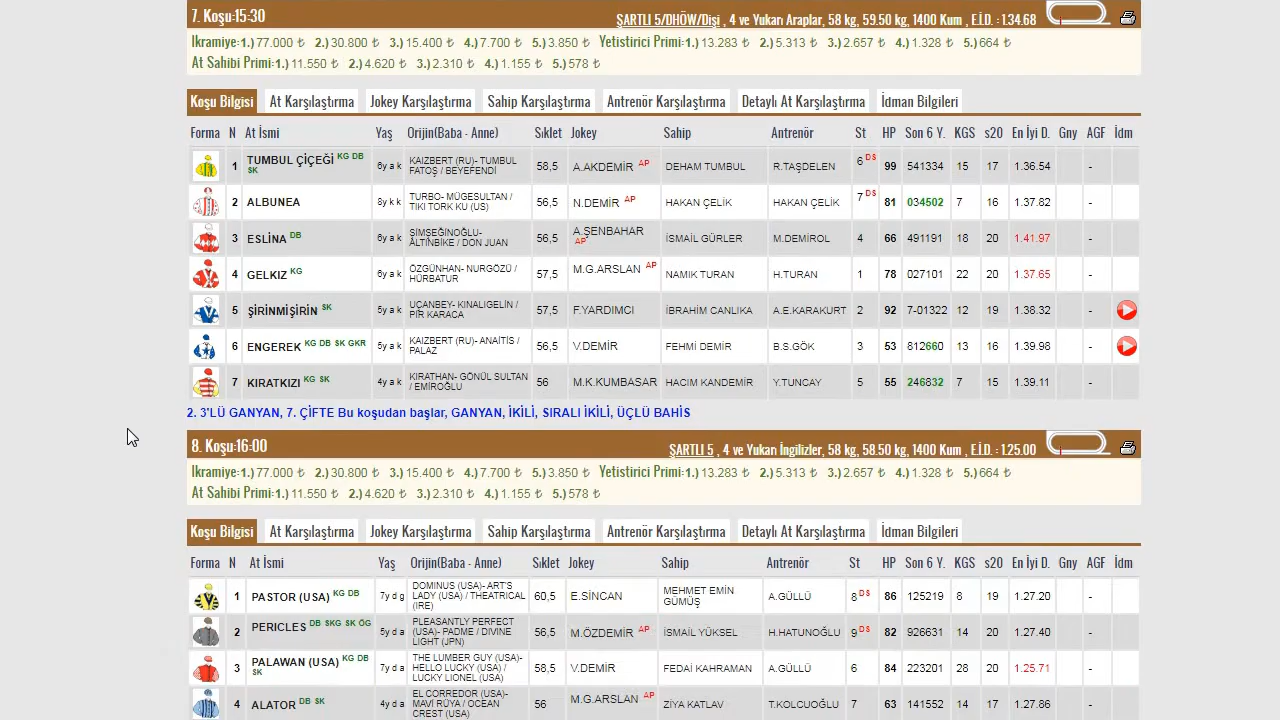 7. Koşu:15:30 ŞARTLI 5/DHÖW/Dişi , 4 ve Yukarı Araplar, 58 kg, 59.50 kg, 1400 Kum , E.İ.D. : 1.34.68
Ikramiye:1.) 77.000 ₺ 2.) 30.800 ₺ 3.) 15.400 ₺ 4.) 7.700 ₺ 5.) 3.850 ₺ Yetistirici Primi:1.) 13.283 ₺ 2.) 5.313 ₺ 3.) 2.657 ₺ 4.) 1.328 ₺ 5.) 664 ₺
At Sahibi Primi:1.) 11.550 ₺ 2.) 4.620 ₺ 3.) 2.310 ₺ 4.) 1.155 ₺ 5.) 578 ₺
Koşu Bilgisi At Karşılaştırma Jokey Karşılaştırma Sahip Karşılaştırma Antrenör Karşılaştırma Detaylı At Karşılaştırma İdman Bilgileri
Forma N At İsmi Yaş Orijin(Baba - Anne) Sıklet Jokey Sahip Antrenör St HP Son 6 Y. KGS s20 En İyi D. Gny AGF İdm
1 TUMBUL ÇİÇEĞİ KG DB SK 6y a k KAIZBERT (RU)- TUMBUL FATOŞ / BEYEFENDİ 58,5 A.AKDEMİR AP DEHAM TUMBUL R.TAŞDELEN 6 DS 99 541334 15 17 1.36.54 -
2 ALBUNEA 8y k k TURBO- MÜGESULTAN / TIKI TORK KU (US) 56,5 N.DEMİR AP HAKAN ÇELİK HAKAN ÇELİK 7 DS 81 034502 7 16 1.37.82 -
3 ESLİNA DB 6y a k ŞİMŞEĞİNOĞLU- ALTINBİKE / DON JUAN 56,5 A.ŞENBAHAR AP İSMAİL GÜRLER M.DEMİROL 4 66 491191 18 20 1.41.97 -
4 GELKIZ KG 6y a k ÖZGÜNHAN- NURGÖZÜ / HÜRBATUR 57,5 M.G.ARSLAN AP NAMIK TURAN H.TURAN 1 78 027101 22 20 1.37.65 -
5 ŞİRİNMİŞİRİN SK 5y a k UÇANBEY- KINALIGELİN / PİR KARACA 57,5 F.YARDIMCI İBRAHİM CANLIKA A.E.KARAKURT 2 92 7-01322 12 19 1.38.32 -
6 ENGEREK KG DB SK GKR 5y a k KAIZBERT (RU)- ANAİTİS / PALAZ 56,5 V.DEMİR FEHMİ DEMİR B.S.GÖK 3 53 812660 13 16 1.39.98 -
7 KIRATKIZI KG SK 4y a k KIRATHAN- GÖNÜL SULTAN / EMİROĞLU 56 M.K.KUMBASAR HACIM KANDEMİR Y.TUNCAY 5 55 246832 7 15 1.39.11 -
2. 3'LÜ GANYAN, 7. ÇİFTE Bu koşudan başlar, GANYAN, İKİLİ, SIRALI İKİLİ, ÜÇLÜ BAHİS
8. Koşu:16:00 ŞARTLI 5 , 4 ve Yukarı İngilizler, 58 kg, 58.50 kg, 1400 Kum , E.İ.D. : 1.25.00
Ikramiye:1.) 77.000 ₺ 2.) 30.800 ₺ 3.) 15.400 ₺ 4.) 7.700 ₺ 5.) 3.850 ₺ Yetistirici Primi:1.) 13.283 ₺ 2.) 5.313 ₺ 3.) 2.657 ₺ 4.) 1.328 ₺ 5.) 664 ₺
At Sahibi Primi:1.) 11.550 ₺ 2.) 4.620 ₺ 3.) 2.310 ₺ 4.) 1.155 ₺ 5.) 578 ₺
Koşu Bilgisi At Karşılaştırma Jokey Karşılaştırma Sahip Karşılaştırma Antrenör Karşılaştırma Detaylı At Karşılaştırma İdman Bilgileri
Forma N At İsmi Yaş Orijin(Baba - Anne) Sıklet Jokey Sahip Antrenör St HP Son 6 Y. KGS s20 En İyi D. Gny AGF İdm
1 PASTOR (USA) KG DB 7y d g DOMINUS (USA)- ART'S LADY (USA) / THEATRICAL (IRE) 60,5 E.SİNCAN MEHMET EMİN GÜMÜŞ A.GÜLLÜ 8 DS 86 125219 8 19 1.27.20 -
2 PERICLES DB SKG SK ÖG 5y d a PLEASANTLY PERFECT (USA)- PADME / DIVINE LIGHT (JPN) 56,5 M.ÖZDEMİR AP İSMAİL YÜKSEL H.HATUNOĞLU 9 DS 82 926631 14 20 1.27.40 -
3 PALAWAN (USA) KG DB SK 7y d a THE LUMBER GUY (USA)- HELLO LUCKY (USA) / LUCKY LIONEL (USA) 58,5 V.DEMİR FEDAİ KAHRAMAN A.GÜLLÜ 6 84 223201 28 20 1.25.71 -
4 ALATOR DB SK 4y d a EL CORREDOR (USA)- MAVİ RÜYA / OCEAN CREST (USA) 56 M.G.ARSLAN AP ZİYA KATLAV T.KOLCUOĞLU 7 63 141552 14 17 1.27.86 -